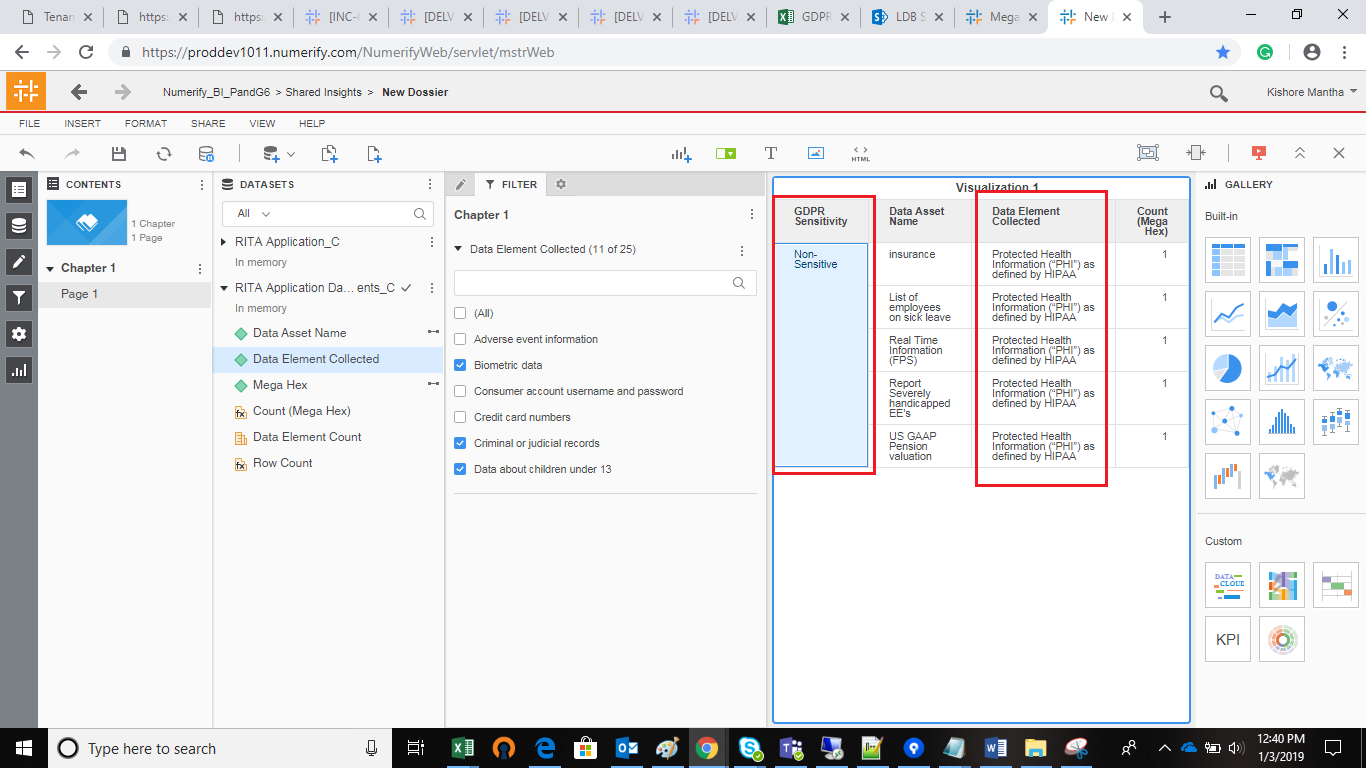 Tenan
https:
https:
[INC-
[DELV
[DELV
[DELV
[DELV
GDPR
LDB S
Mega
New D
https://proddev1011.numerify.com/NumerifyWeb/servlet/mstrWeb
Numerify_BI_PandG6 > Shared Insights > New Dossier
Kishore Mantha
FILE INSERT FORMAT SHARE VIEW HELP
T
HTML
CONTENTS
1 Chapter
1 Page
Chapter 1
Page 1
DATASETS
All
RITA Application_C
In memory
RITA Application Da... ents_C
In memory
Data Asset Name
Data Element Collected
Mega Hex
Count (Mega Hex)
Data Element Count
Row Count
FILTER
Chapter 1
Data Element Collected (11 of 25)
(All)
Adverse event information
Biometric data
Consumer account username and password
Credit card numbers
Criminal or judicial records
Data about children under 13
Visualization 1
GDPR
Sensitivity
Data Asset
Name
Data Element
Collected
Count
(Mega
Hex)
Non-
Sensitive
insurance
Protected Health
Information ("PHI") as
defined by HIPAA
1
List of
employees
on sick leave
Protected Health
Information ("PHI") as
defined by HIPAA
1
Real Time
Information
(FPS)
Protected Health
Information ("PHI") as
defined by HIPAA
1
Report
Severely
handicapped
EE's
Protected Health
Information ("PHI") as
defined by HIPAA
1
US GAAP
Pension
valuation
Protected Health
Information ("PHI") as
defined by HIPAA
1
GALLERY
Built-in
Custom
DATA
CLOUD
KPI
Type here to search
12:40 PM
1/3/2019